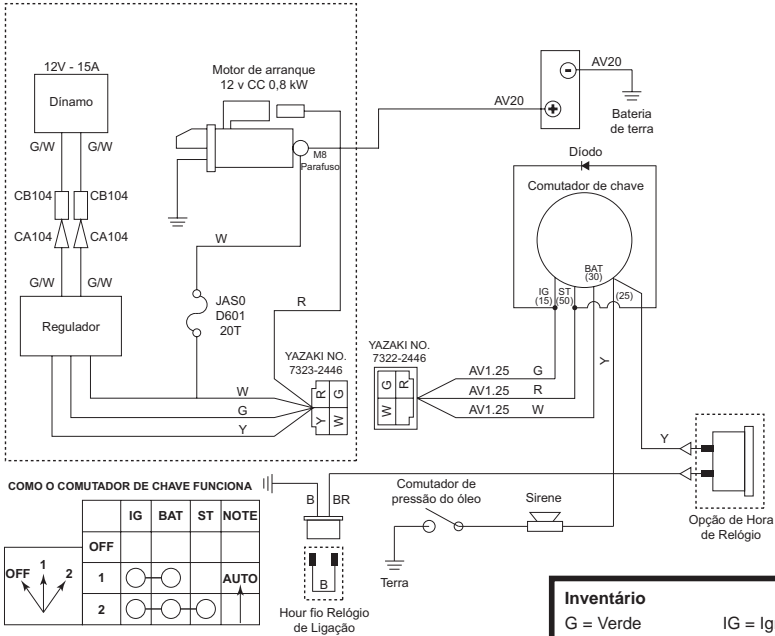 12V - 15A
Dínamo
G/W G/W
CB104 CB104
CA104 CA104
G/W G/W
Regulador
Motor de arranque
12 v CC 0,8 kW
M8
Parafuso
W
JAS0
D601
20T
R
YAZAKI NO.
7323-2446
R G
Y W
W
G
Y
AV20
AV20
Bateria
de terra
Díodo
Comutador de chave
BAT
(30)
IG
(15)
ST
(50)
(25)
YAZAKI NO.
7322-2446
G R
W
AV1.25 G
AV1.25 R
AV1.25 W
Y
Y
Opção de Hora
de Relógio
COMO O COMUTADOR DE CHAVE FUNCIONA
IG BAT ST NOTE
OFF
1 AUTO
2
OFF 1 2
B BR
B
Hour fio Relógio
de Ligação
Comutador de
pressão do óleo
Sirene
Terra
Inventário
G = Verde